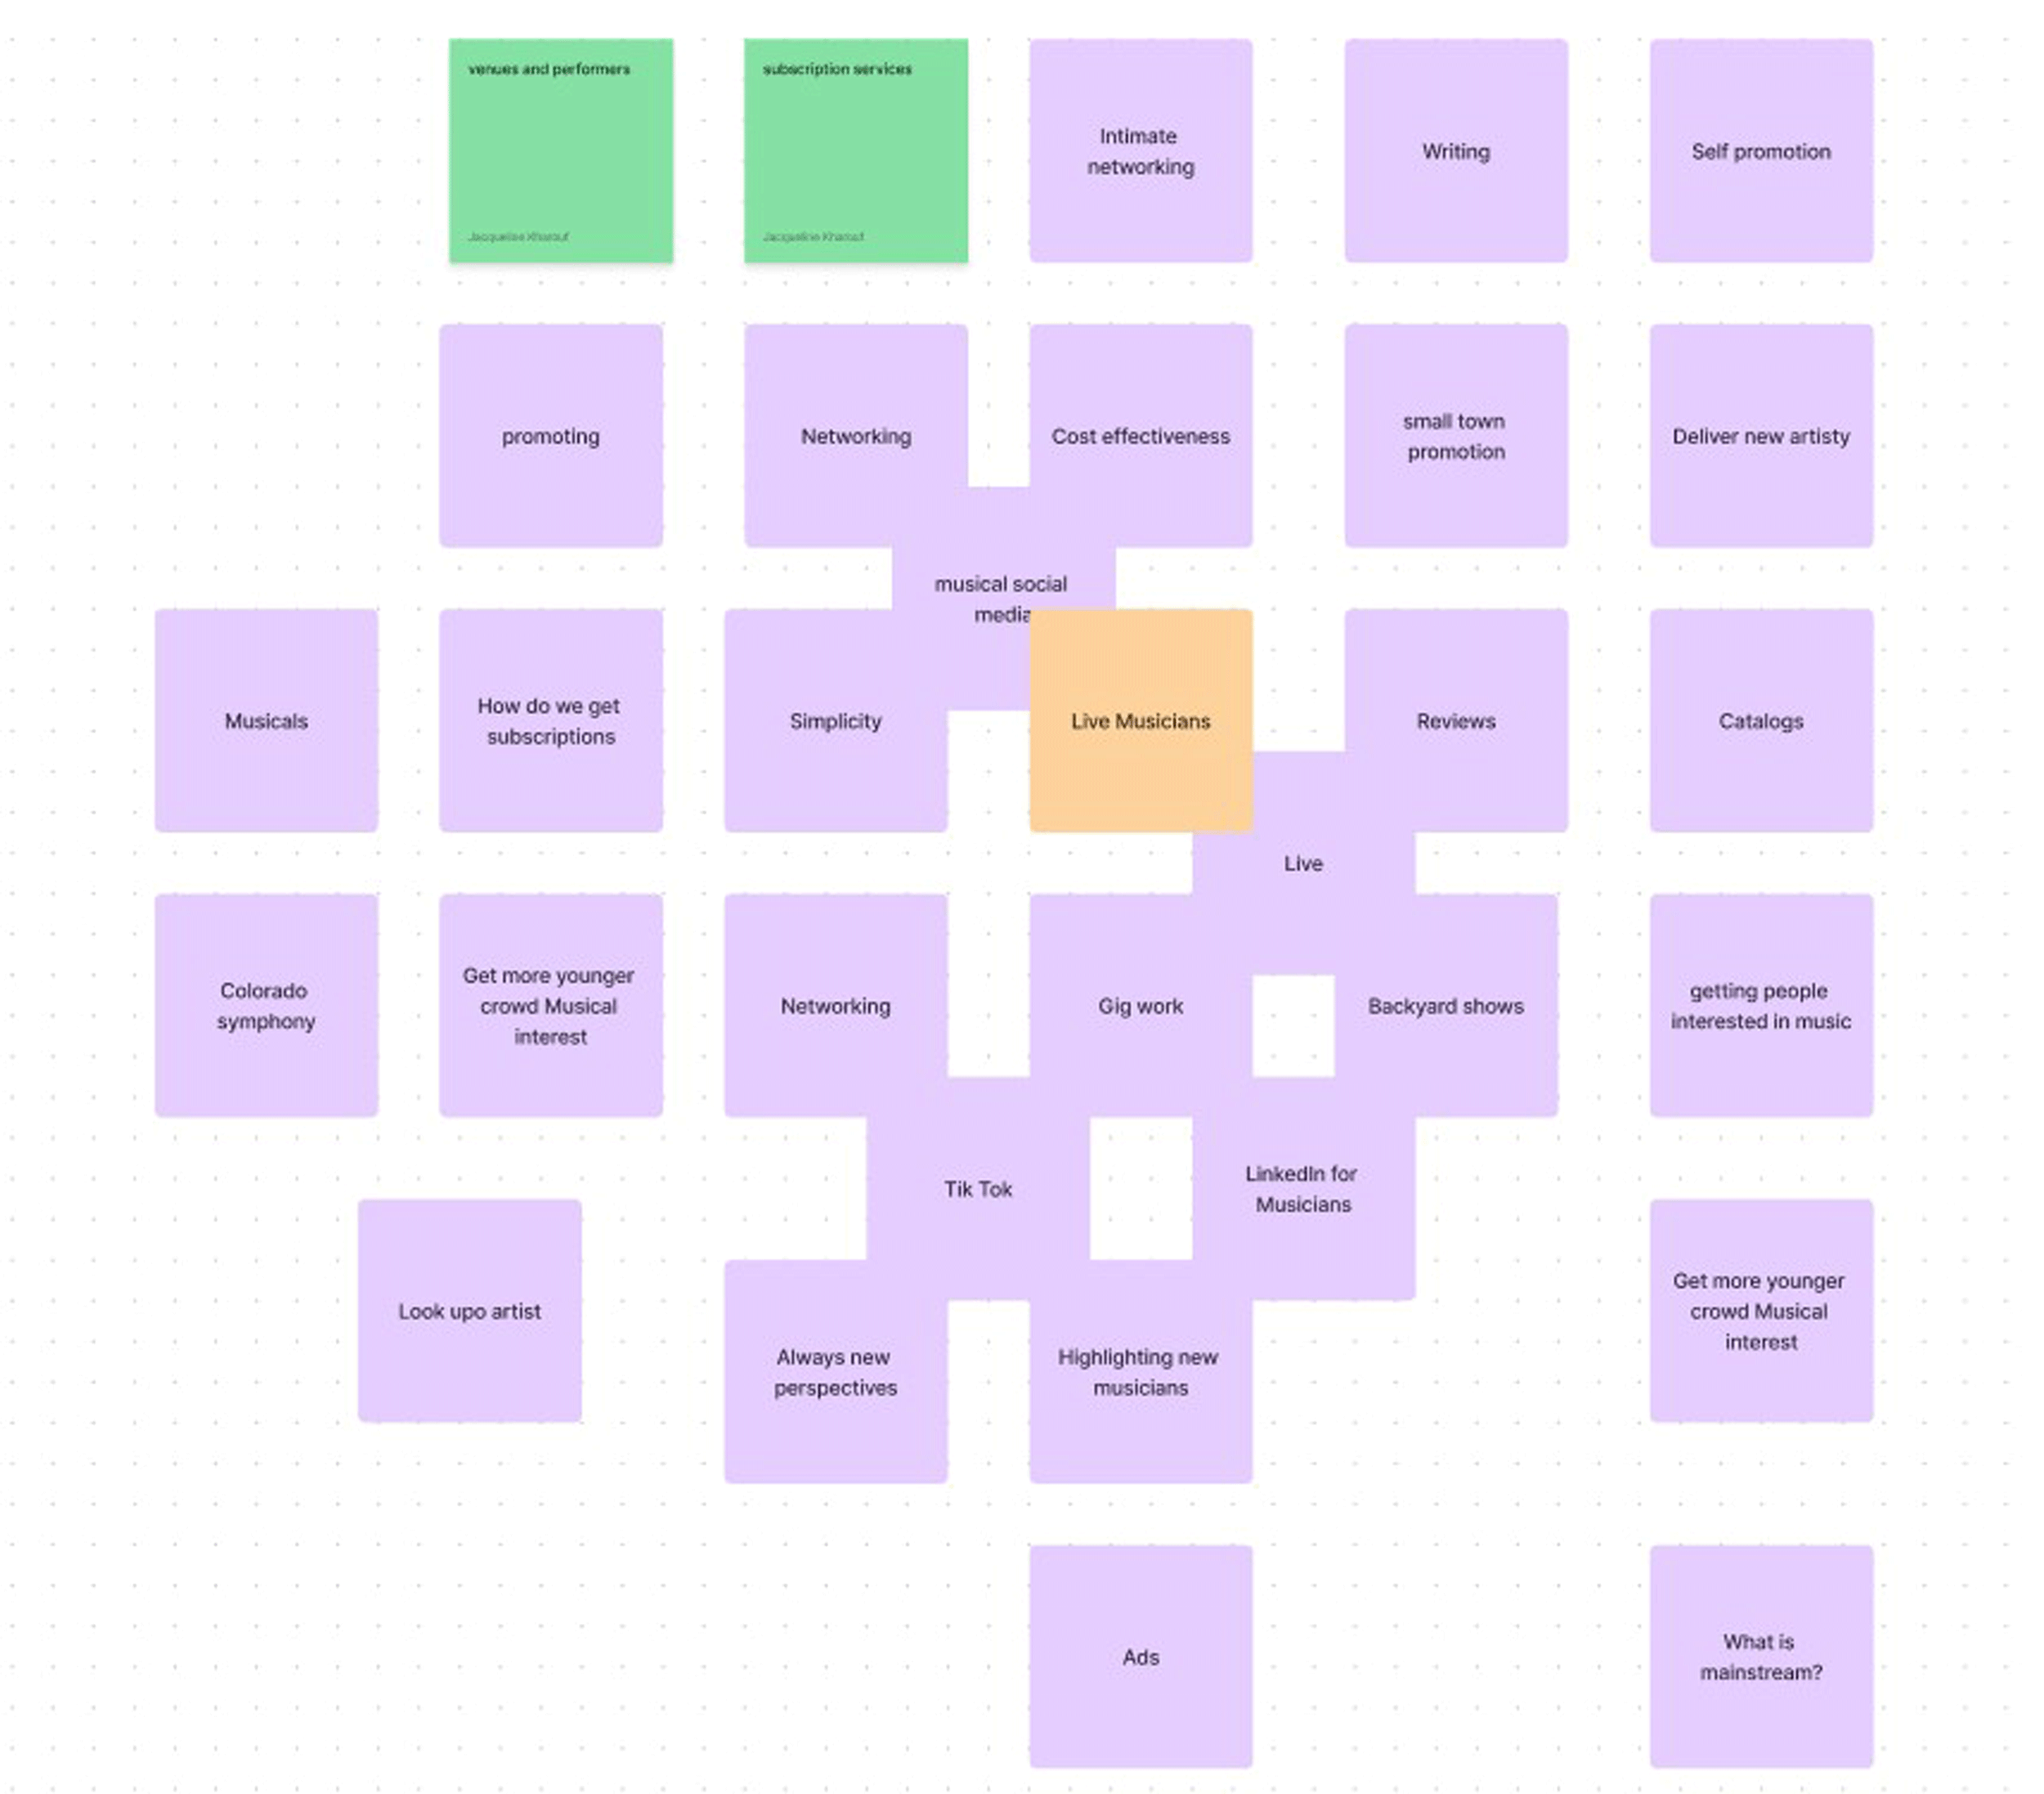 venues and performers
Jacqueline Kharouf
subscription services
Jacqueline Kharouf
Intimate
networking
Writing
Self promotion
promoting
Networking
Cost effectiveness
small town
promotion
Deliver new artisty
musical social
media
Musicals
How do we get
subscriptions
Simplicity
Live Musicians
Reviews
Catalogs
Live
Colorado
symphony
Get more younger
crowd Musical
interest
Networking
Gig work
Backyard shows
getting people
interested in music
Tik Tok
LinkedIn for
Musicians
Look upo artist
Always new
perspectives
Highlighting new
musicians
Get more younger
crowd Musical
interest
Ads
What is
mainstream?